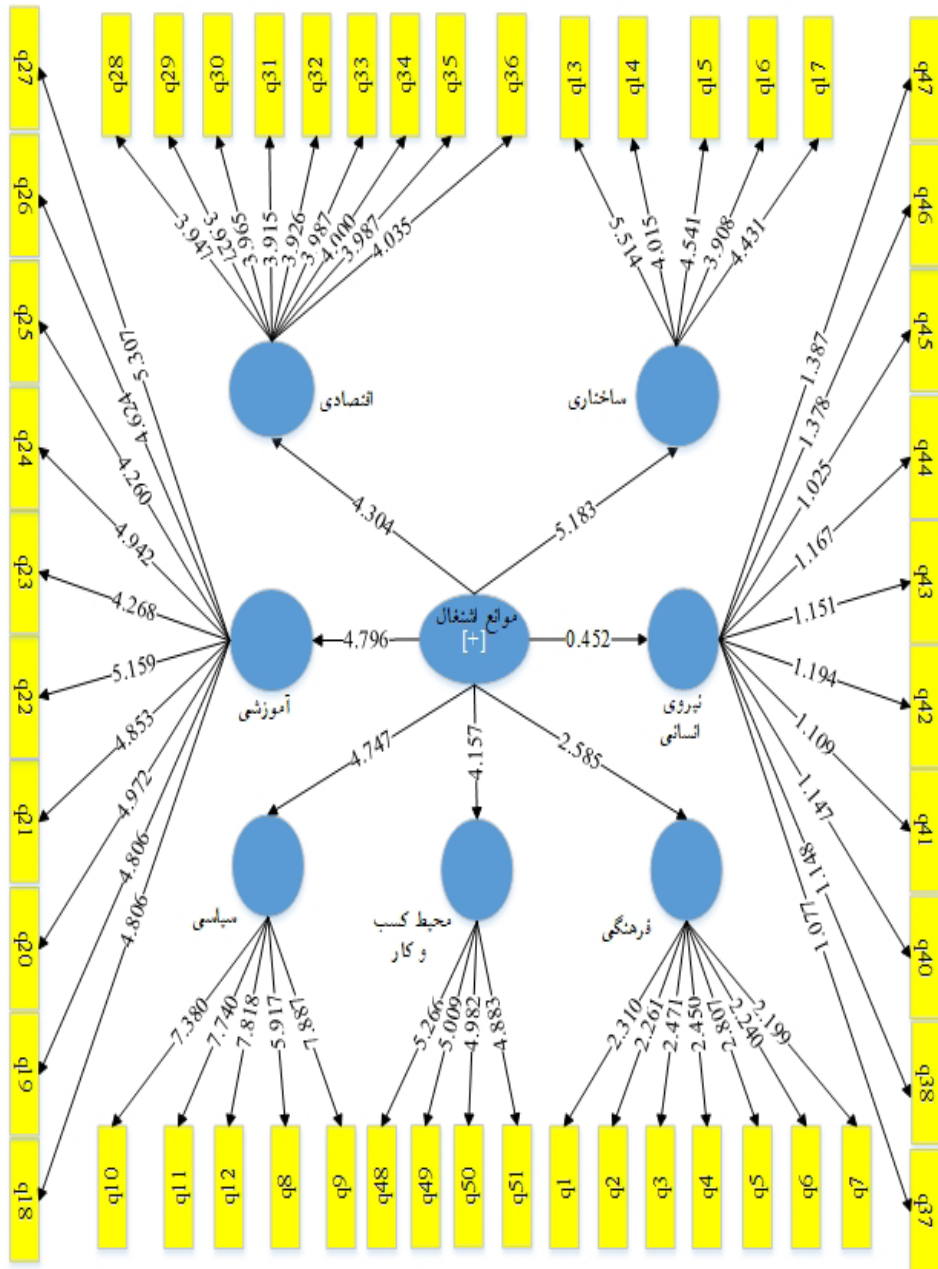 q27
q26
q25
q24
q23
q22
q21
q20
q19
q18
q28
q29
q30
q31
q32
q33
q34
q35
q36
q13
q14
q15
q16
q17
q47
q46
q45
q44
q43
q42
q41
q40
q38
q37
3.947
3.927
3.965
3.915
3.926
3.987
4.000
3.987
4.035
5.514
4.015
4.541
3.908
4.431
اقتصادی
ساختاری
5.307
4.624
4.260
4.942
4.268
5.159
4.853
4.972
4.806
4.806
1.387
1.378
1.025
1.167
1.151
1.194
1.109
1.147
1.148
1.077
4.304
5.183
موانع اشتغال
[+]
4.796
0.452
آموزشی
نیروی
انسانی
4.747
4.157
2.585
سیاسی
محیط کسب
و کار
فرهنگی
7.380
7.740
7.818
5.917
7.887
5.266
5.009
4.982
4.883
2.310
2.261
2.471
2.450
2.807
2.240
2.199
q10
q11
q12
q8
q9
q48
q49
q50
q51
q1
q2
q3
q4
q5
q6
q7